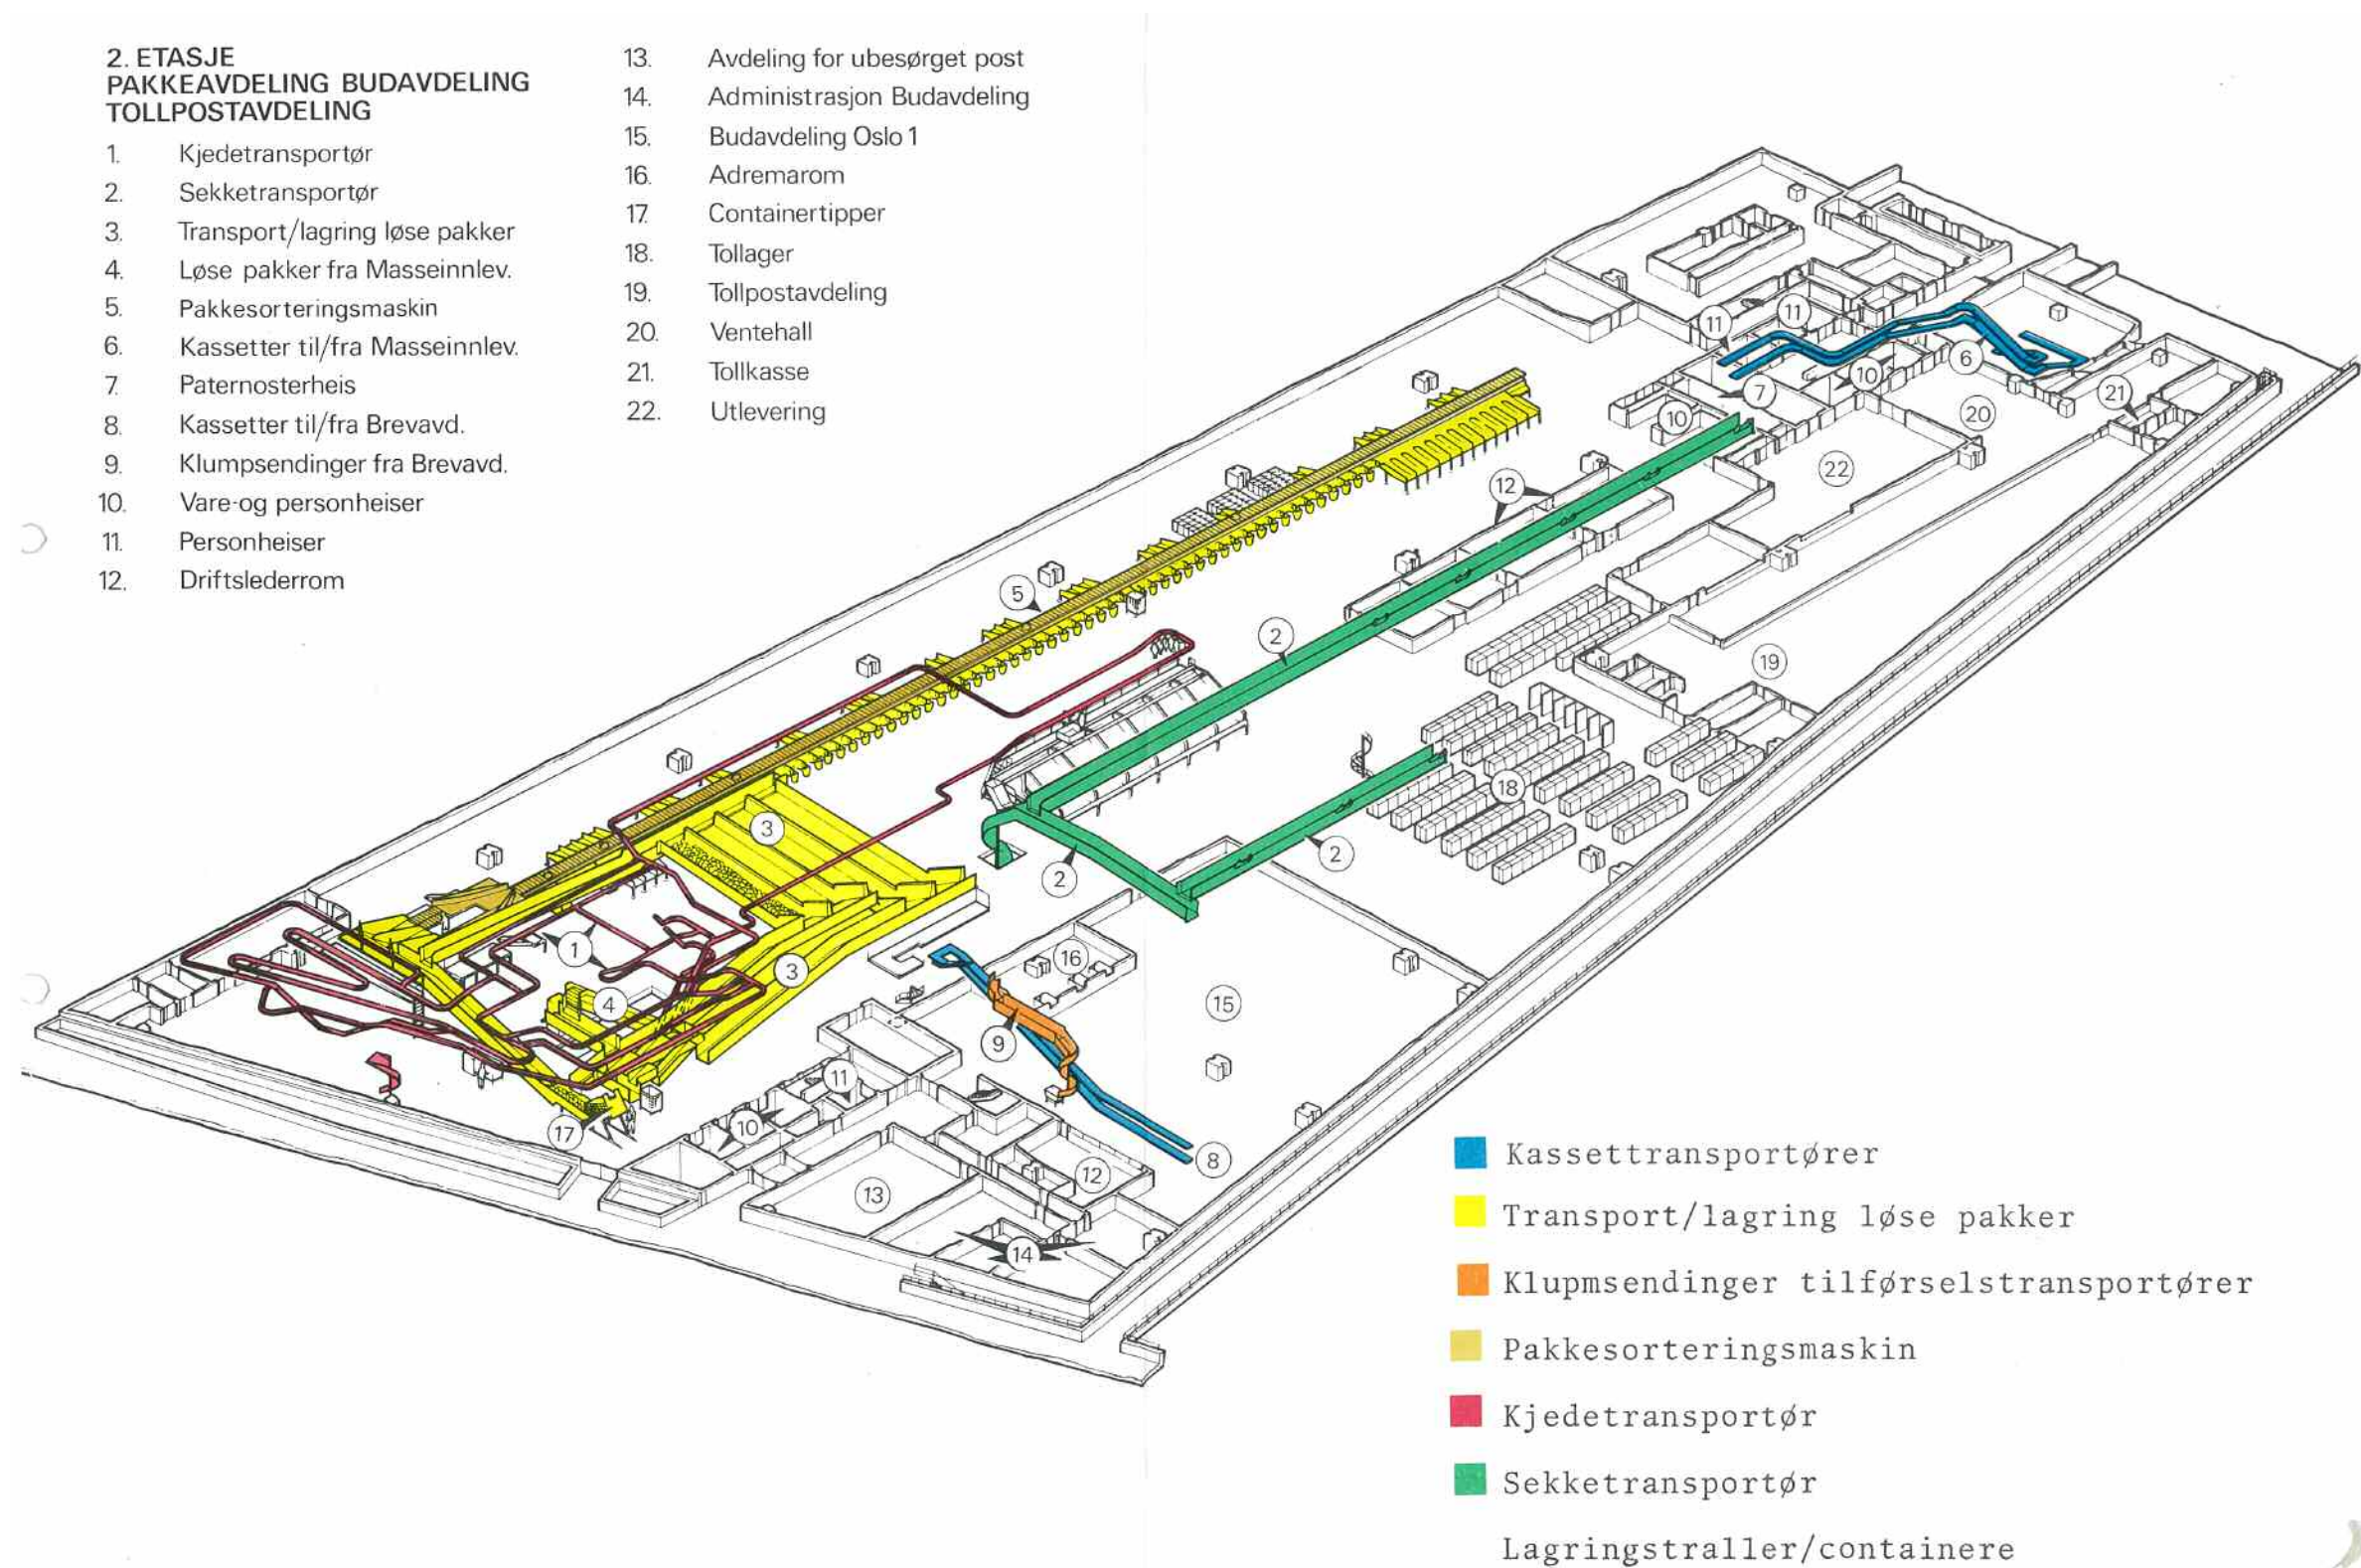 2. ETASJE
PAKKEAVDELING BUDAVDELING
TOLLPOSTAVDELING
1. Kjedetransportør
2. Sekketransportør
3. Transport/lagring løse pakker
4. Løse pakker fra Masseinnlev.
5. Pakkesorteringsmaskin
6. Kassetter til/fra Masseinnlev.
7. Paternosterheis
8. Kassetter til/fra Brevavd.
9. Klumpsendinger fra Brevavd.
10. Vare-og personheiser
11. Personheiser
12. Driftslederrom
13. Avdeling for ubesørget post
14. Administrasjon Budavdeling
15. Budavdeling Oslo 1
16. Adremarom
17. Containertipper
18. Tollager
19. Tollpostavdeling
20. Ventehall
21. Tollkasse
22. Utlevering
11
11
6
10
7
21
10
20
22
12
5
2
19
18
3
2
2
1
16
3
4
15
9
11
10
17
8
12
13
14
Kassettransportører
Transport/lagring løse pakker
Klupmsendinger tilførselstransportører
Pakkesorteringsmaskin
Kjedetransportør
Sekketransportør
Lagringstraller/containere